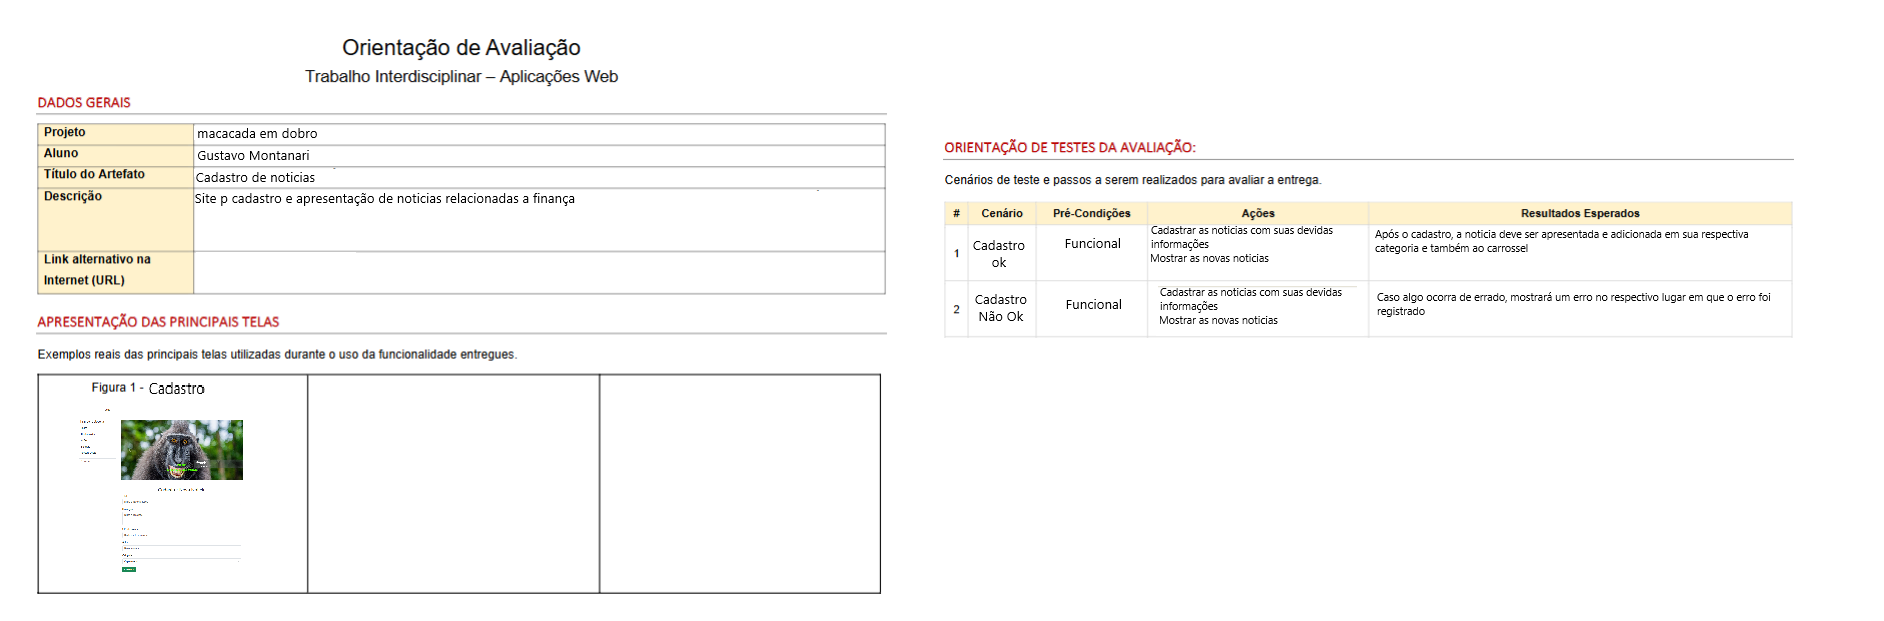 Orientação de Avaliação
Trabalho Interdisciplinar – Aplicações Web
DADOS GERAIS
Projeto
macacada em dobro
Aluno
Gustavo Montanari
Título do Artefato
Cadastro de noticias
Descrição
Site p cadastro e apresentação de noticias relacionadas a finança
Link alternativo na
Internet (URL)
APRESENTAÇÃO DAS PRINCIPAIS TELAS
Exemplos reais das principais telas utilizadas durante o uso da funcionalidade entregues.
Figura 1 - Cadastro
ORIENTAÇÃO DE TESTES DA AVALIAÇÃO:
Cenários de teste e passos a serem realizados para avaliar a entrega.
# Cenário Pré-Condições Ações Resultados Esperados
1
Cadastro
ok
Funcional
Cadastrar as noticias com suas devidas
informações
Mostrar as novas noticias
Após o cadastro, a noticia deve ser apresentada e adicionada em sua respectiva
categoria e também ao carrossel
2
Cadastro
Não Ok
Funcional
Cadastrar as noticias com suas devidas
informações
Mostrar as novas noticias
Caso algo ocorra de errado, mostrará um erro no respectivo lugar em que o erro foi
registrado